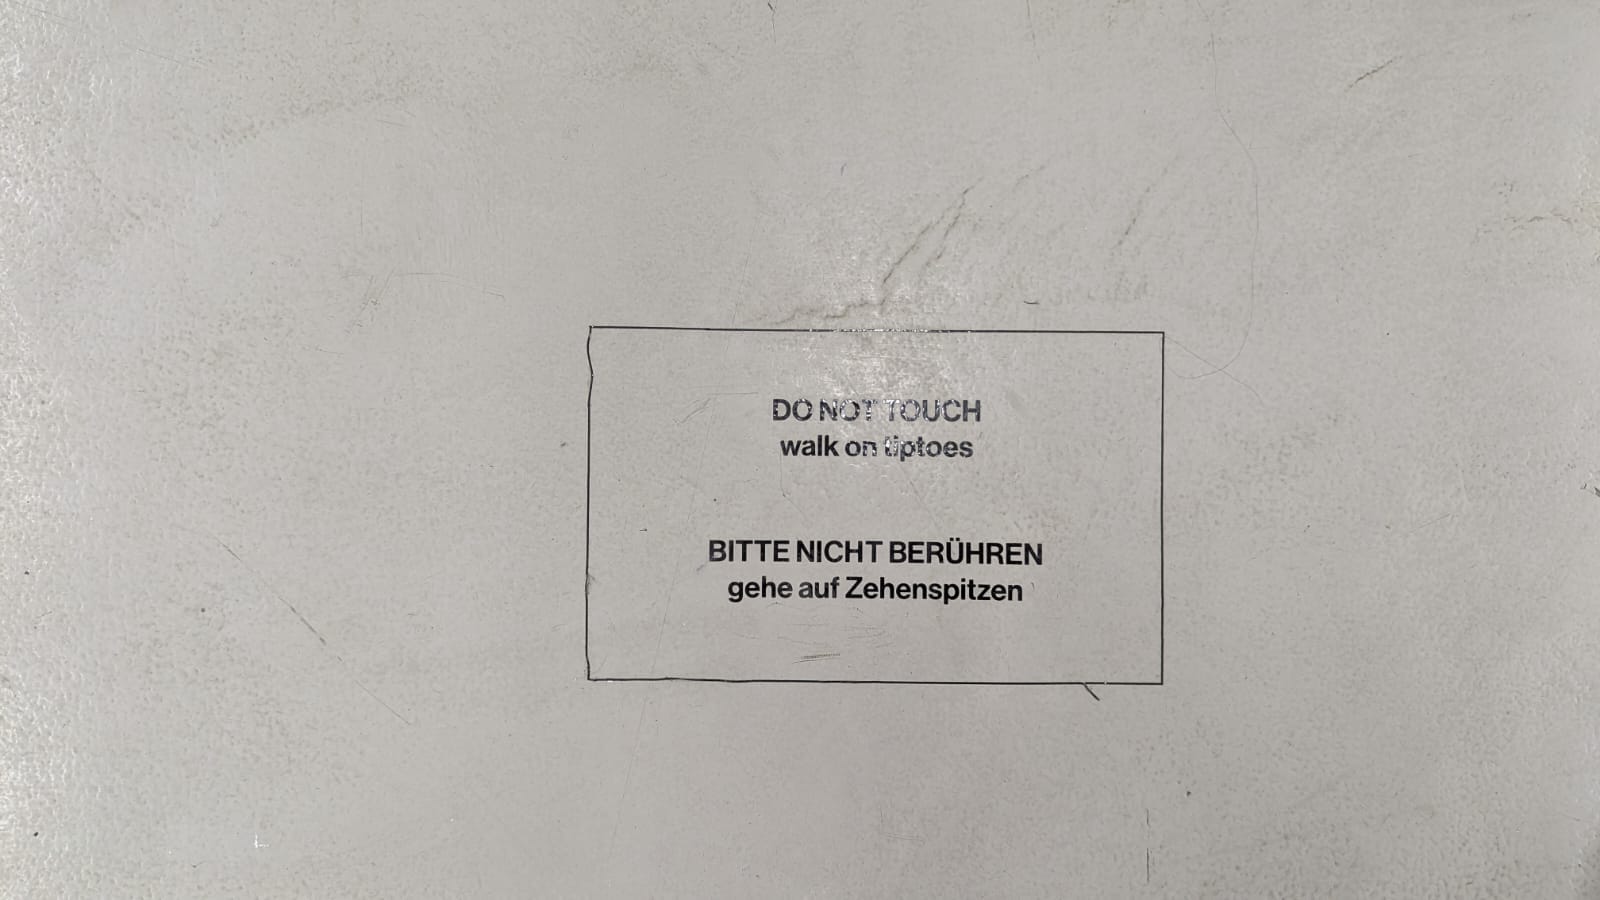 DO NOT TOUCH
walk on tiptoes
BITTE NICHT BERÜHREN
gehe auf Zehenspitzen